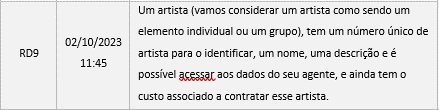 Um artista (vamos considerar um artista como sendo um
elemento individual ou um grupo), tem um número único de
RD9
02/10/2023
11:45
artista para o identificar, um nome, uma descrição e é
possível acessar aos dados do seu agente, e ainda tem o
custo associado a contratar esse artista.